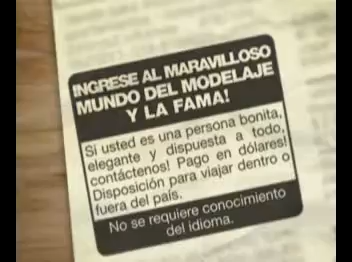 INGRESE AL MARAVILLOSO
MUNDO DEL MODELAJE
Y LA FAMA!
Si usted es una persona bonita,
elegante y dispuesta a todo,
contáctenos! Pago en dólares!
Disposición para viajar dentro o
fuera del país.
No se requiere conocimiento
del idioma.